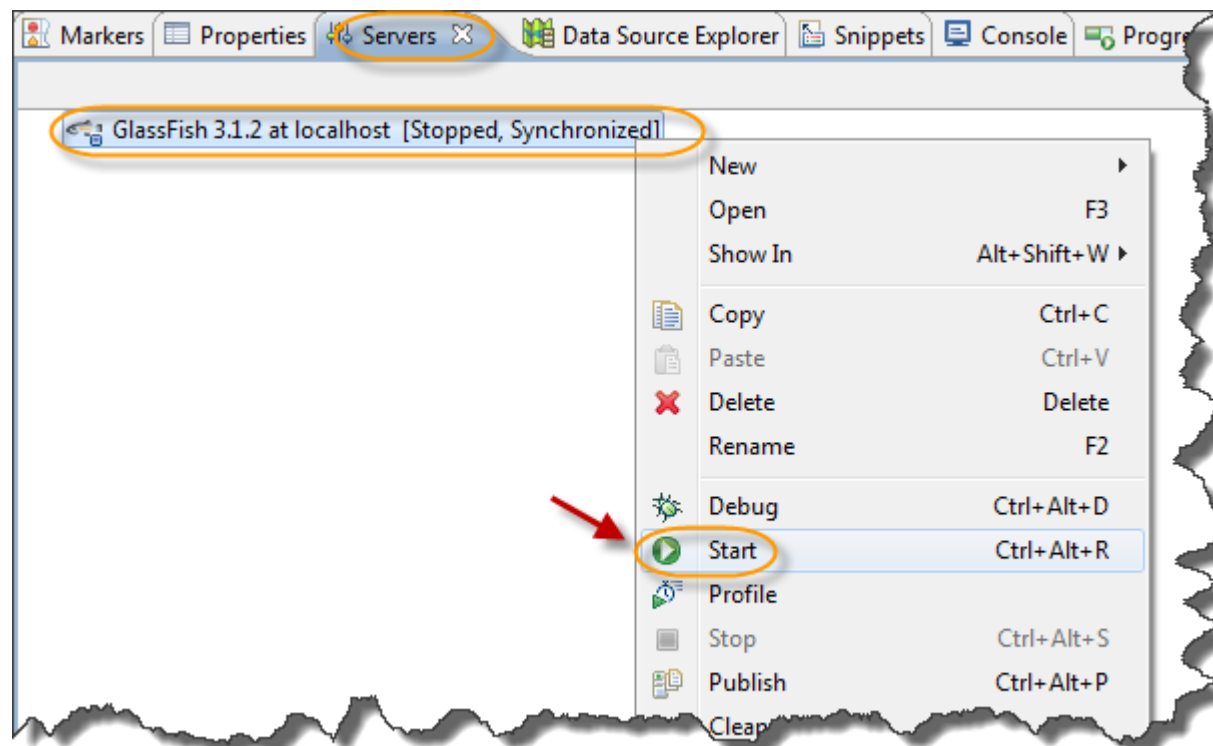 Markers Properties Servers Data Source Explorer Snippets Console
GlassFish 3.1.2 at localhost [Stopped, Synchronized]
New
Open F3
Show In Alt+Shift+W
Copy Ctrl+C
Paste Ctrl+V
Delete Delete
Rename F2
Debug Ctrl+Alt+D
Start Ctrl+Alt+R
Profile
Stop Ctrl+Alt+S
Publish Ctrl+Alt+P